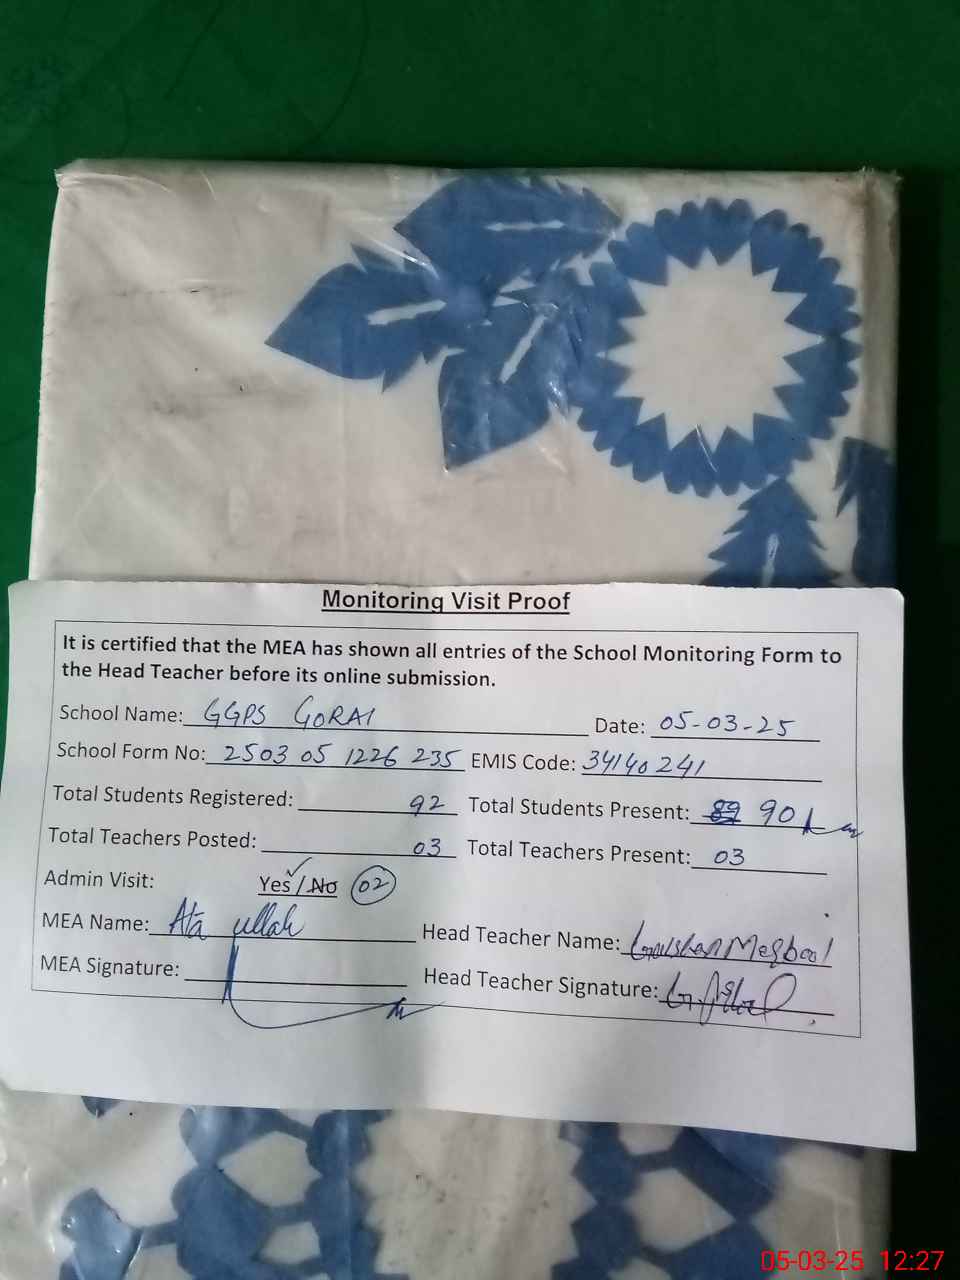 Monitoring Visit Proof
It is certified that the MEA has shown all entries of the School Monitoring Form to
the Head Teacher before its online submission.
School Name: GGPS GORAI Date: 05-03-25
School Form No: 2503 05 1226 235 EMIS Code: 34140241
Total Students Registered: 92 Total Students Present: 89 90
Total Teachers Posted: 03 Total Teachers Present: 03
Admin Visit: Yes / No 02
MEA Name: Ata ullah Head Teacher Name: Gulshan Maqbool
MEA Signature: Head Teacher Signature:
05-03-25 12:27